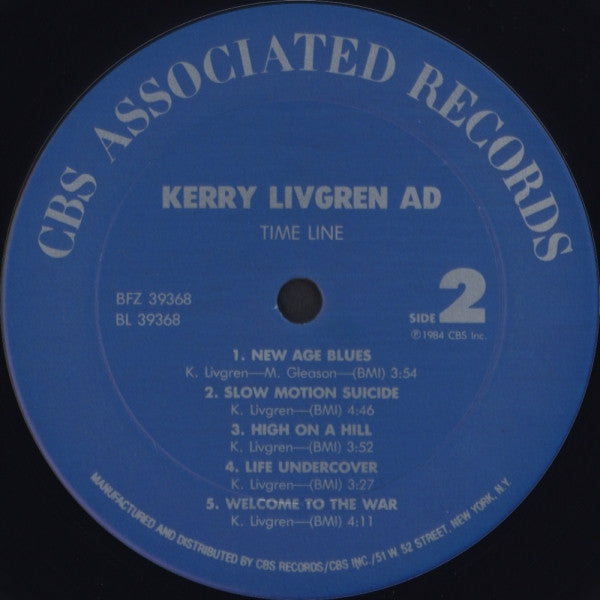 CBS ASSOCIATED RECORDS
KERRY LIVGREN AD
TIME LINE
BFZ 39368
BL 39368
SIDE 2
℗1984 CBS Inc.
1. NEW AGE BLUES
K. Livgren—M. Gleason—(BMI) 3:54
2. SLOW MOTION SUICIDE
K. Livgren—(BMI) 4:46
3. HIGH ON A HILL
K. Livgren—(BMI) 3:52
4. LIFE UNDERCOVER
K. Livgren—(BMI) 3:27
5. WELCOME TO THE WAR
K. Livgren—(BMI) 4:11
MANUFACTURED AND DISTRIBUTED BY CBS RECORDS/CBS INC./51 W 52 STREET, NEW YORK, N.Y.